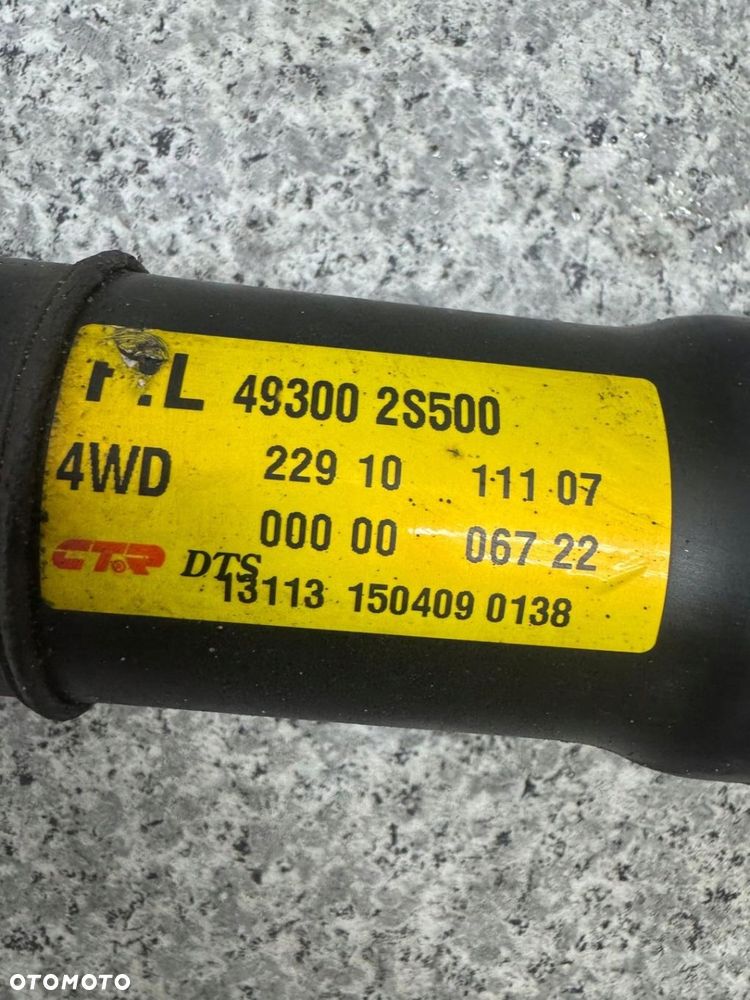 .L 49300 2S500
4WD 229 10 111 07
000 00 067 22
CTR DTS
13113 150409 0138
OTOMOTO